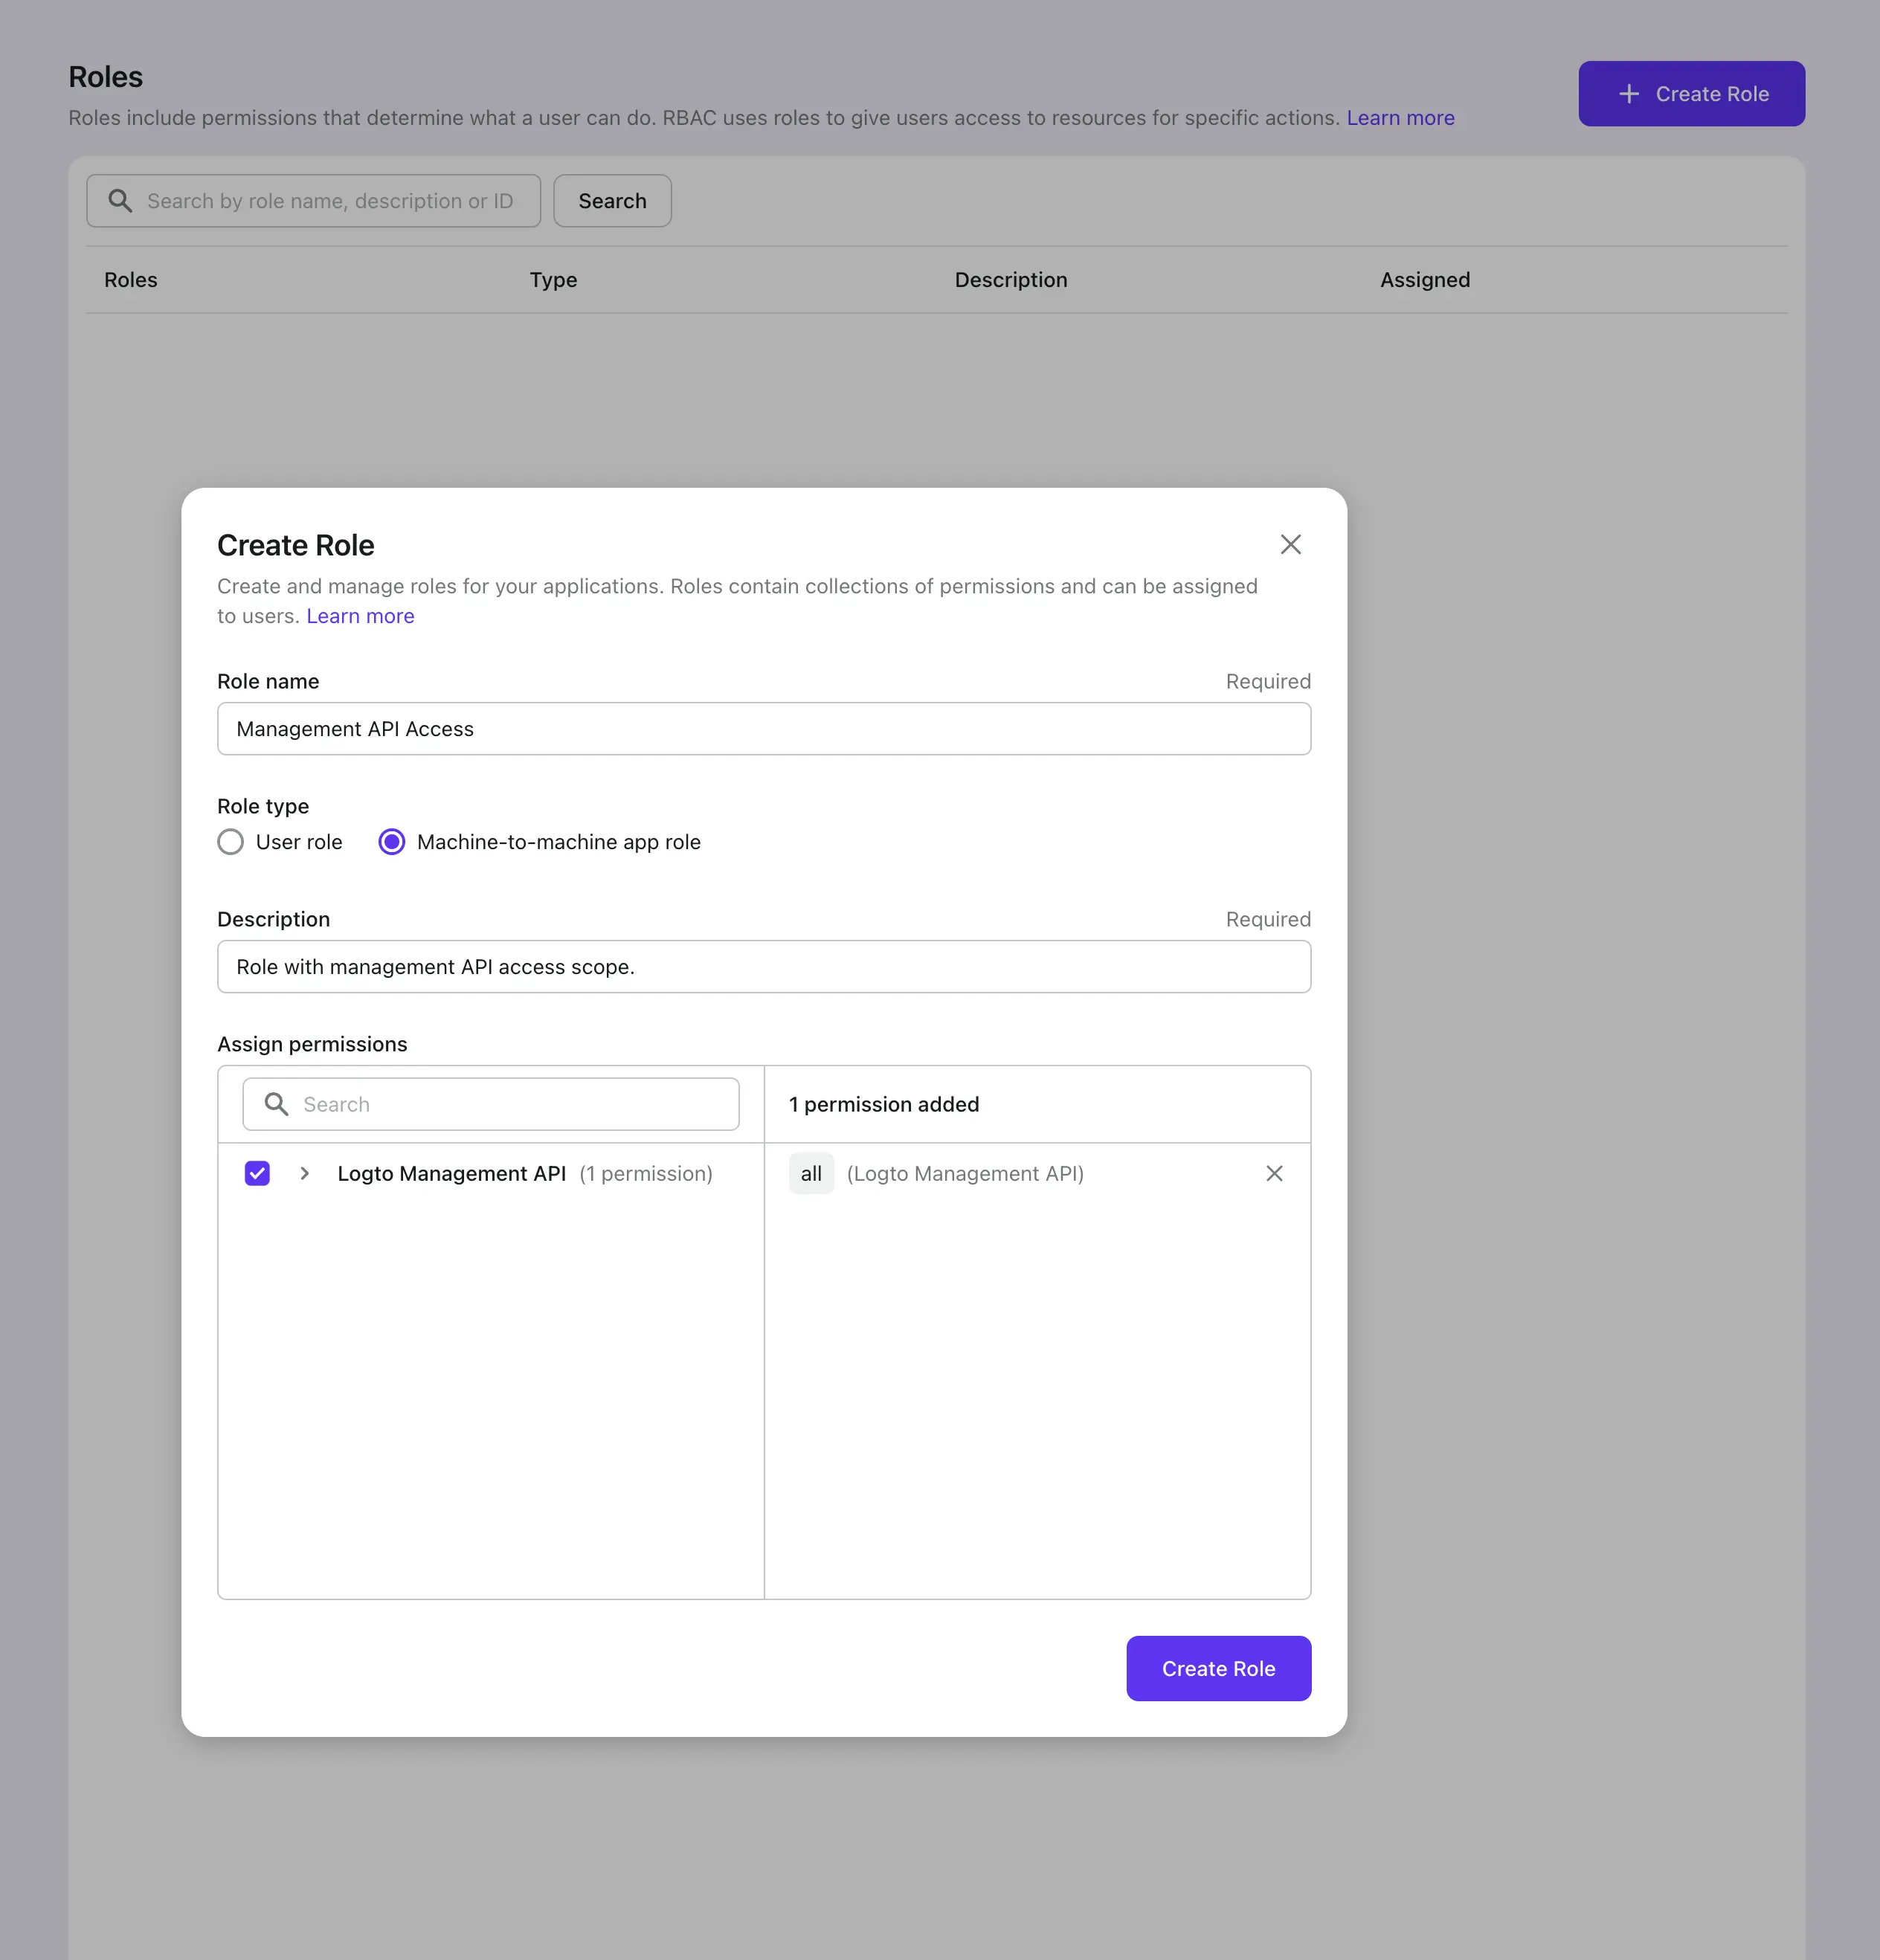 Roles
Roles include permissions that determine what a user can do. RBAC uses roles to give users access to resources for specific actions. Learn more
Create Role
Search by role name, description or ID
Search
Roles Type Description Assigned
Create Role
Create and manage roles for your applications. Roles contain collections of permissions and can be assigned
to users. Learn more
Role name Required
Management API Access
Role type
User role Machine-to-machine app role
Description Required
Role with management API access scope.
Assign permissions
Search
1 permission added
Logto Management API (1 permission)
all (Logto Management API)
Create Role